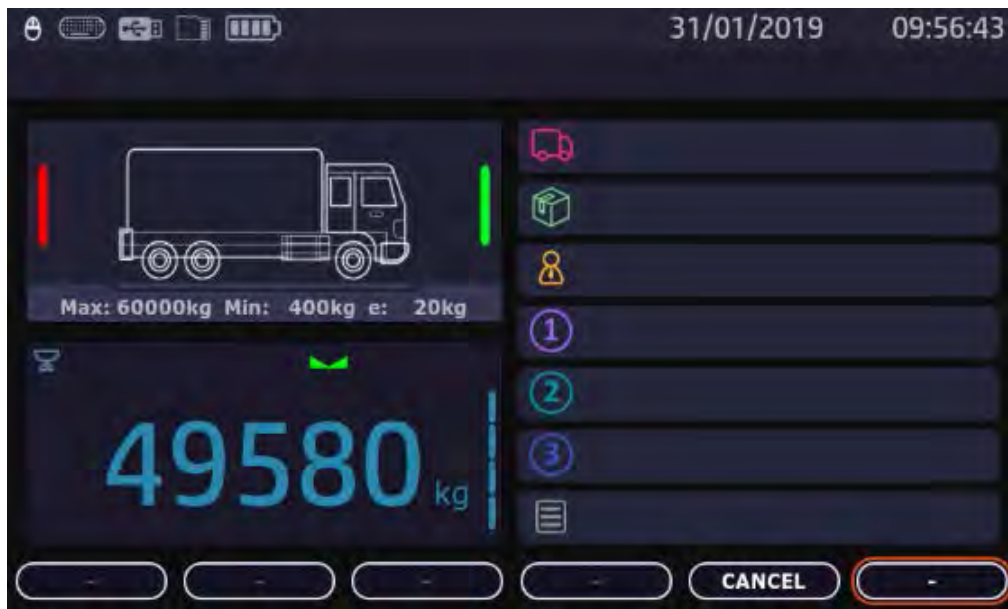 31/01/2019 09:56:43
Max: 60000kg Min: 400kg e: 20kg
1
2
3
49580 kg
- - - - CANCEL -